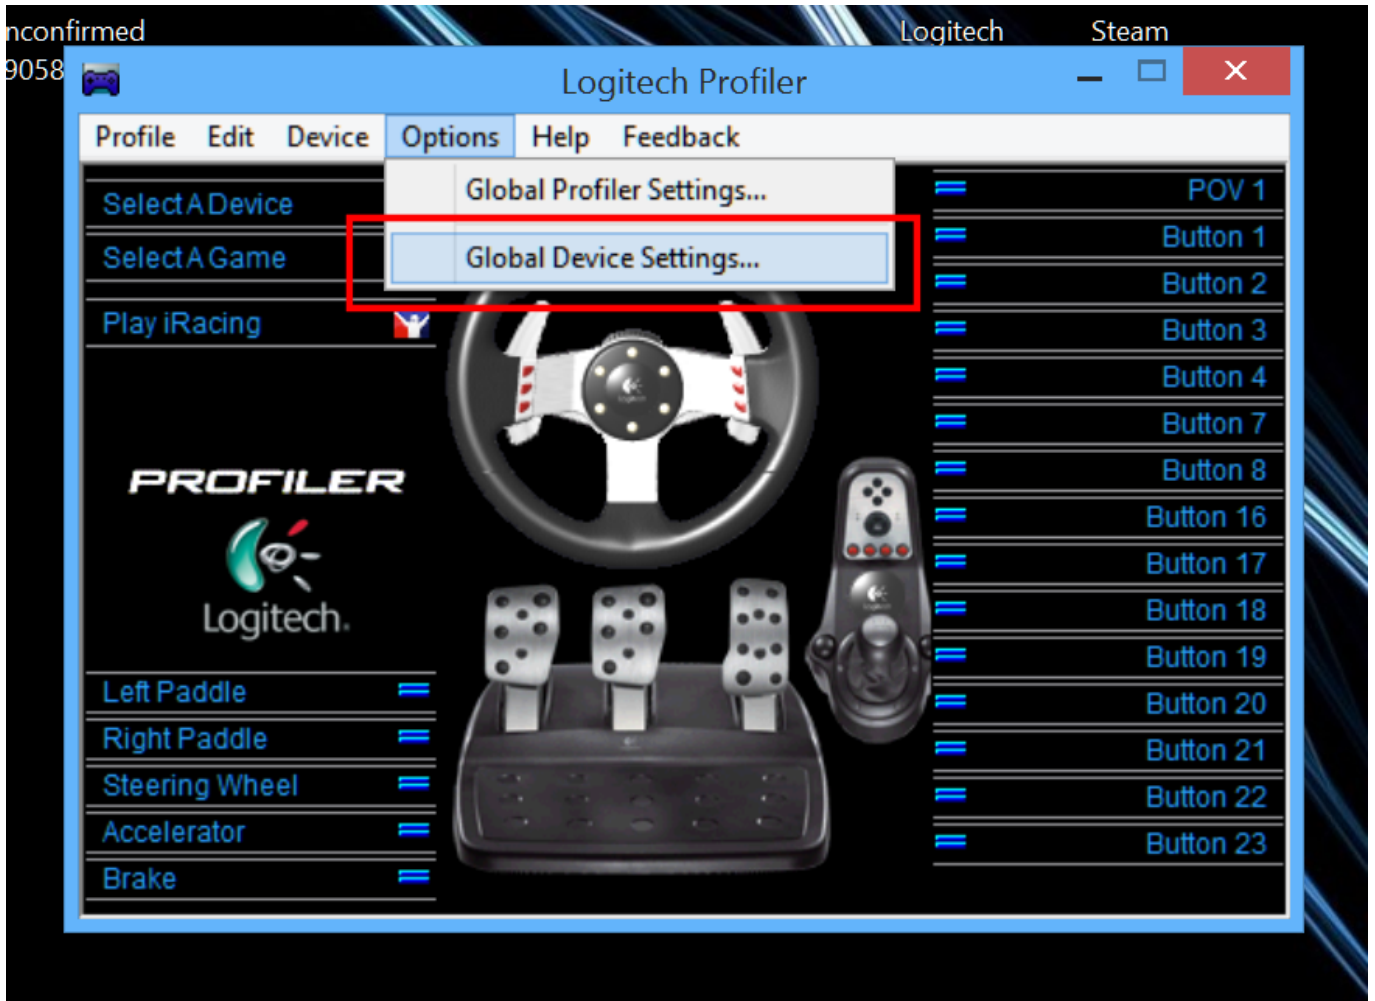 nconfirmed
9058
Logitech
Steam
Logitech Profiler
Profile Edit Device Options Help Feedback
Global Profiler Settings...
Global Device Settings...
Select A Device
Select A Game
Play iRacing
PROFILER
Logitech.
Left Paddle
Right Paddle
Steering Wheel
Accelerator
Brake
POV 1
Button 1
Button 2
Button 3
Button 4
Button 7
Button 8
Button 16
Button 17
Button 18
Button 19
Button 20
Button 21
Button 22
Button 23